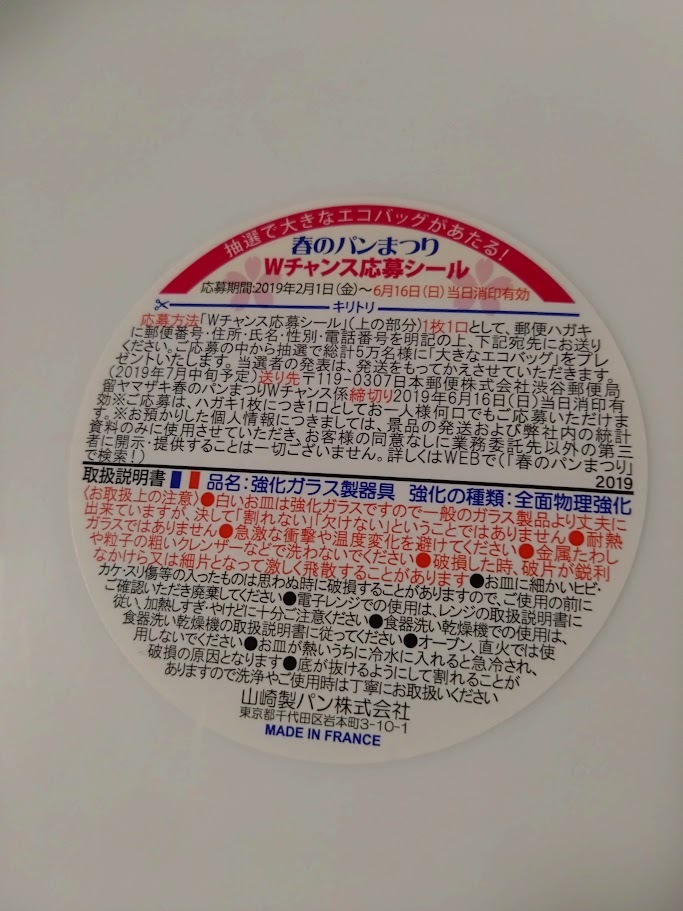 抽選で大きなエコバッグがあたる!
春のパンまつり
Wチャンス応募シール
応募期間:2019年2月1日(金)～6月16日(日)当日消印有効
キリトリ
応募方法「Wチャンス応募シール」(上の部分)1枚1口として、郵便ハガキ
に郵便番号・住所・氏名・性別・電話番号を明記の上、下記宛先にお送り
ください。ご応募の中から抽選で総計5万名様に「大きなエコバッグ」をプレ
ゼントいたします。当選者の発表は、発送をもってかえさせていただきます。
(2019年7月中旬予定)送り先〒119-0307日本郵便株式会社渋谷郵便局
留ヤマザキ春のパンまつりWチャンス係締切り2019年6月16日(日)当日消印有
効※ご応募は、ハガキ1枚につき1口としてお一人様何口でもご応募いただけま
す。※お預かりした個人情報につきましては、景品の発送および弊社内の統計
資料のみに使用させていただき、お客様の同意なしに業務委託先以外の第三
者に開示・提供することは一切ございません。詳しくはWEBで(「春のパンまつり」
で検索!)
2019
取扱説明書 品名:強化ガラス製器具 強化の種類:全面物理強化
〈お取扱上の注意〉●白いお皿は強化ガラスですので一般のガラス製品より丈夫に
出来ていますが、決して「割れない」「欠けない」ということではありません●耐熱
ガラスではありません●急激な衝撃や温度変化を避けてください●金属たわし
や粒子の粗いクレンザーなどで洗わないでください●破損した時、破片が鋭利
なかけら又は細片となって激しく飛散することがあります●お皿に細かいヒビ・
カケ・スリ傷等の入ったものは思わぬ時に破損することがありますので、ご使用の前に
ご確認いただき廃棄してください●電子レンジでの使用は、レンジの取扱説明書に
従い、加熱しすぎ・やけどに十分ご注意ください●食器洗い乾燥機での使用は、
食器洗い乾燥機の取扱説明書に従ってください●オーブン、直火では使
用しないでください●お皿が熱いうちに冷水に入れると急冷され、
破損の原因となります●底が抜けるようにして割れることが
ありますので洗浄やご使用時は丁寧にお取扱いください
山崎製パン株式会社
東京都千代田区岩本町3-10-1
MADE IN FRANCE